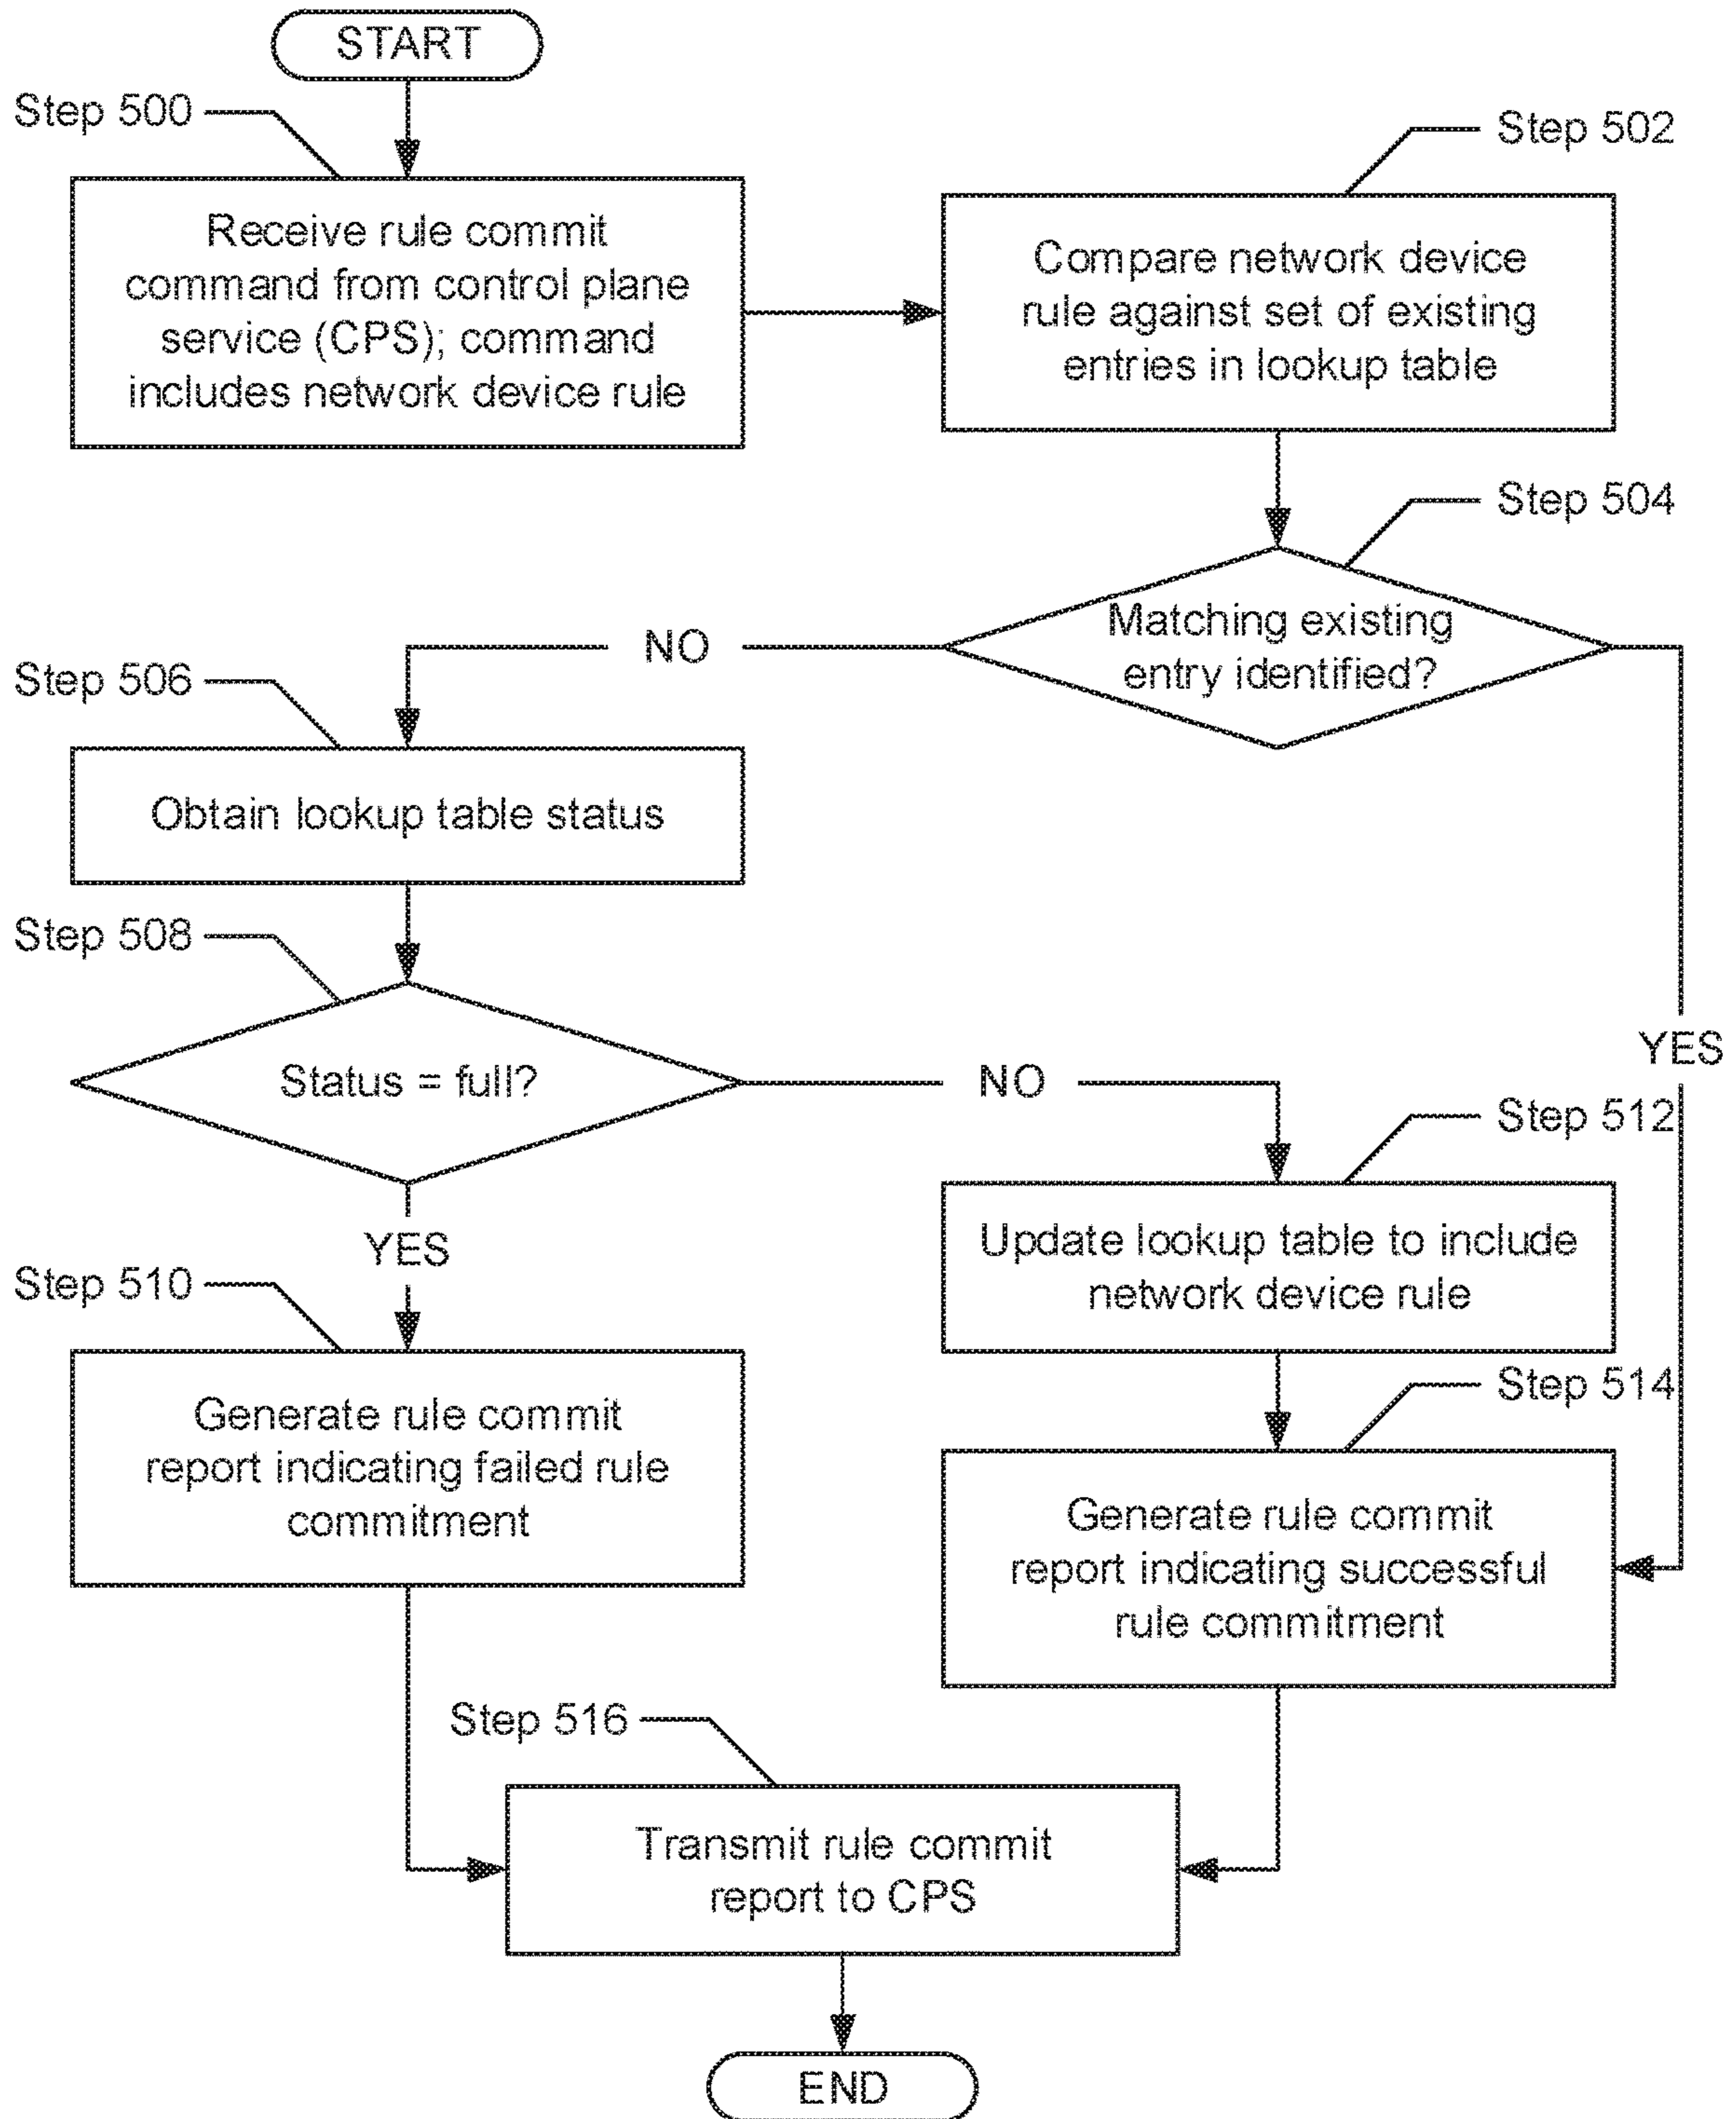 START
Step 500
Receive rule commit
command from control plane
service (CPS); command
includes network device rule
Step 502
Compare network device
rule against set of existing
entries in lookup table
Step 504
Matching existing
entry identified?
NO
YES
Step 506
Obtain lookup table status
Step 508
Status = full?
NO
YES
Step 510
Generate rule commit
report indicating failed rule
commitment
Step 512
Update lookup table to include
network device rule
Step 514
Generate rule commit
report indicating successful
rule commitment
Step 516
Transmit rule commit
report to CPS
END